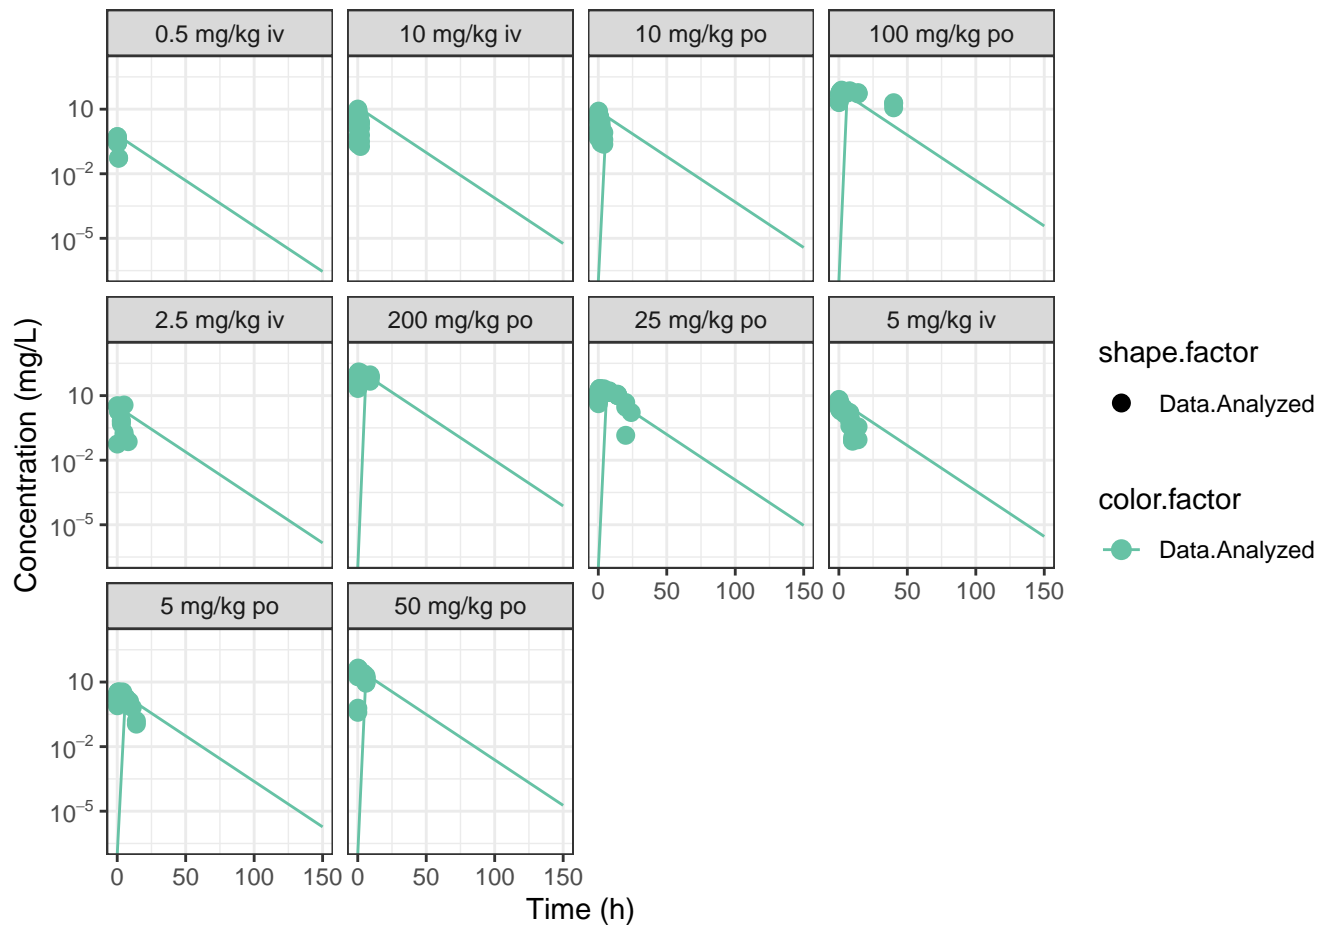 0.5 mg/kg iv
10 mg/kg iv
10 mg/kg po
100 mg/kg po
10
10⁻²
10⁻⁵
2.5 mg/kg iv
200 mg/kg po
25 mg/kg po
5 mg/kg iv
10
10⁻²
10⁻⁵
0 50 100 150
0 50 100 150
5 mg/kg po
50 mg/kg po
10
10⁻²
10⁻⁵
0 50 100 150
0 50 100 150
Time (h)
Concentration (mg/L)
shape.factor
Data.Analyzed
color.factor
Data.Analyzed